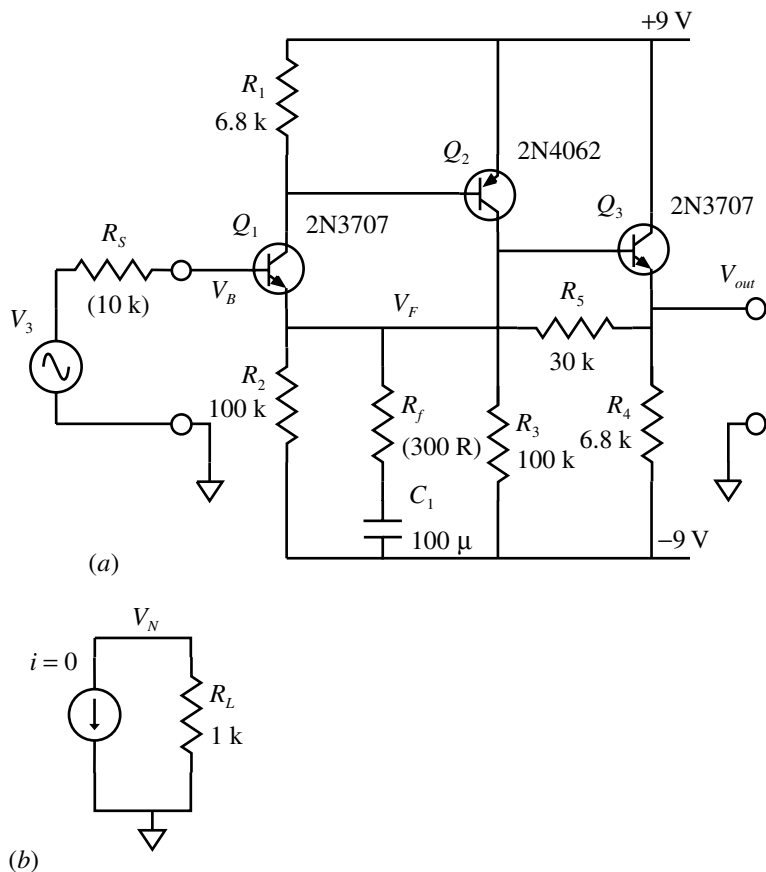 +9 V
R1
6.8 k
Q2
2N4062
Q1
2N3707
Q3
2N3707
RS
(10 k)
VB
V3
VF
R5
30 k
Vout
R2
100 k
Rf
(300 R)
R3
100 k
R4
6.8 k
C1
100 µ
−9 V
(a)
VN
i = 0
RL
1 k
(b)